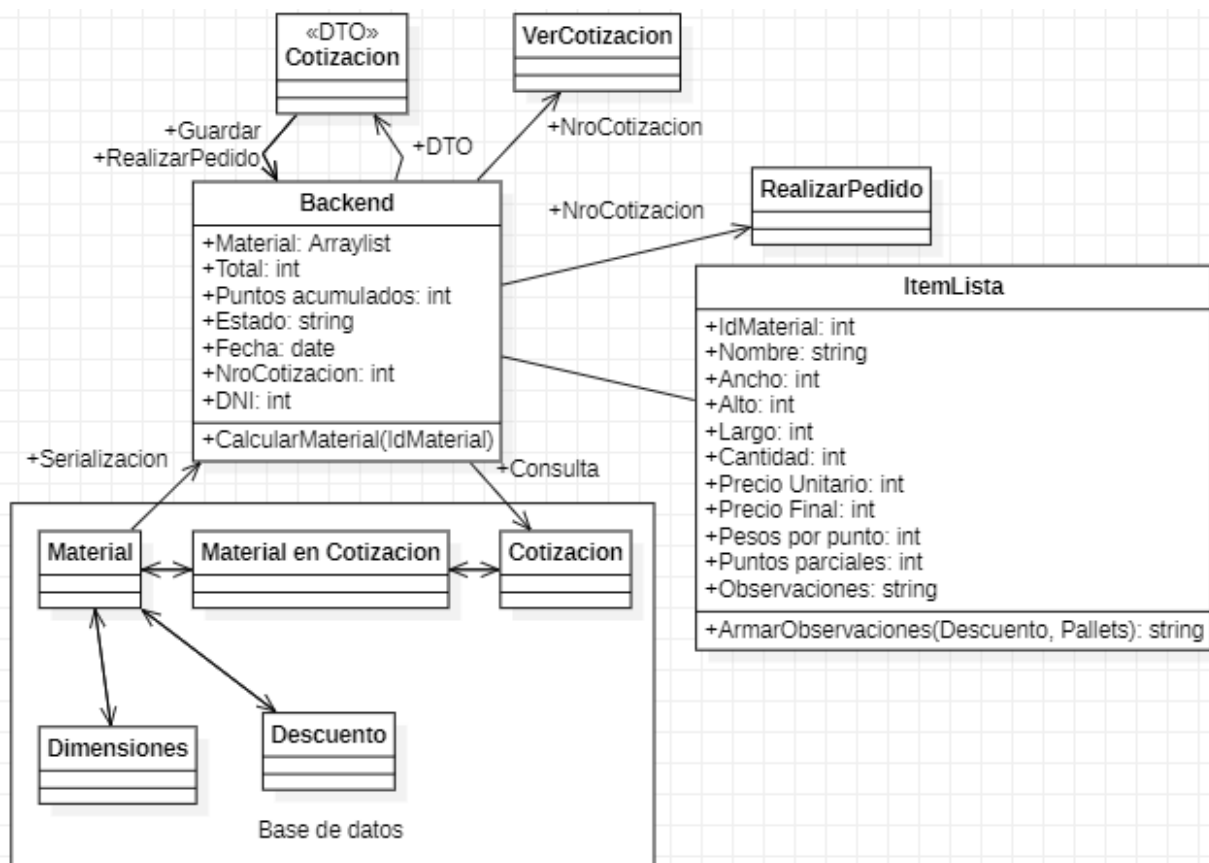 «DTO»
Cotizacion
VerCotizacion
+Guardar
+RealizarPedido
+DTO
+NroCotizacion
Backend
+Material: Arraylist
+Total: int
+Puntos acumulados: int
+Estado: string
+Fecha: date
+NroCotizacion: int
+DNI: int
+CalcularMaterial(IdMaterial)
+NroCotizacion
RealizarPedido
ItemLista
+IdMaterial: int
+Nombre: string
+Ancho: int
+Alto: int
+Largo: int
+Cantidad: int
+Precio Unitario: int
+Precio Final: int
+Pesos por punto: int
+Puntos parciales: int
+Observaciones: string
+ArmarObservaciones(Descuento, Pallets): string
+Serializacion
+Consulta
Material
Material en Cotizacion
Cotizacion
Dimensiones
Descuento
Base de datos